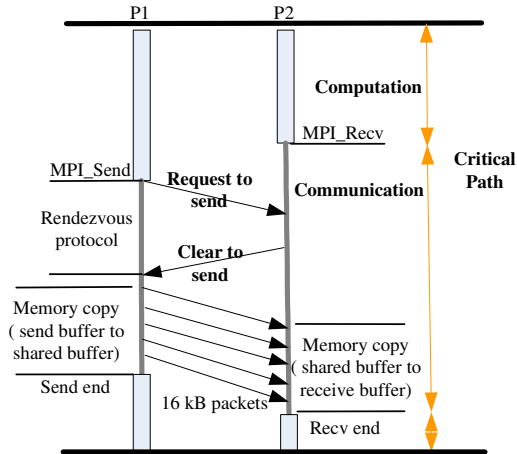 P1
P2
Computation
MPI_Recv
MPI_Send
Request to
send
Communication
Critical
Path
Rendezvous
protocol
Clear to
send
Memory copy
( send buffer to
shared buffer)
Memory copy
( shared buffer to
receive buffer)
Send end
16 kB packets
Recv end